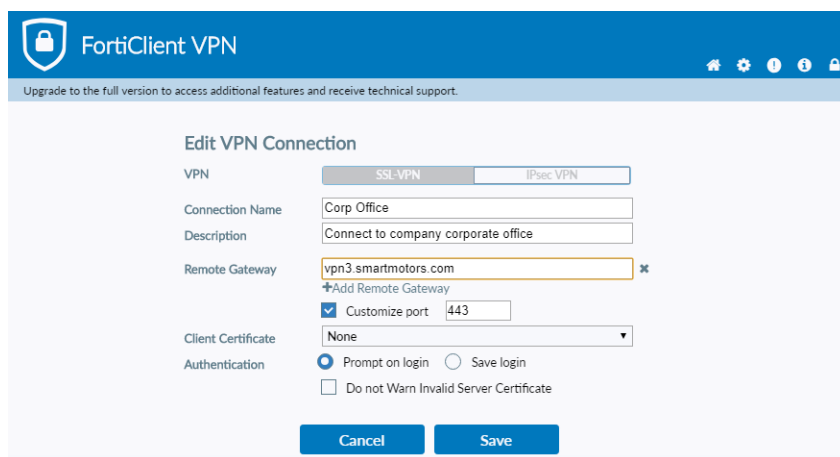 FortiClient VPN
Upgrade to the full version to access additional features and receive technical support.
Edit VPN Connection
VPN SSL-VPN IPsec VPN
Connection Name Corp Office
Description Connect to company corporate office
Remote Gateway vpn3.smartmotors.com
+Add Remote Gateway
Customize port 443
Client Certificate None
Authentication Prompt on login Save login
Do not Warn Invalid Server Certificate
Cancel Save